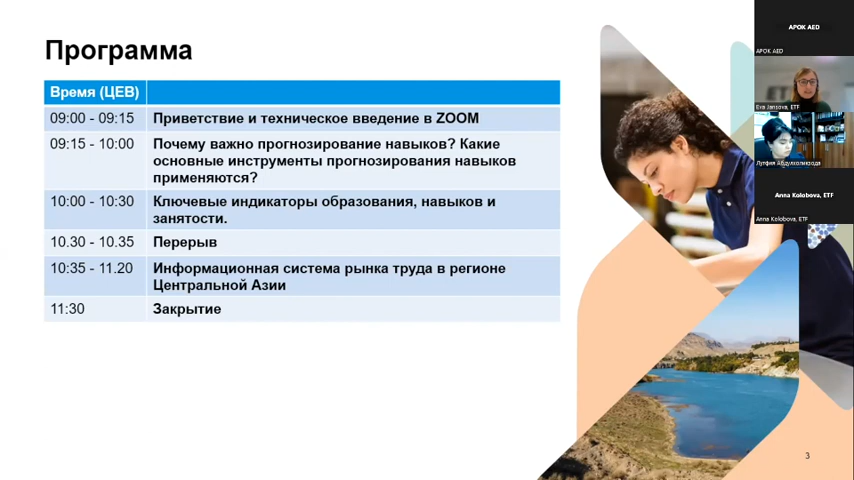 Программа
Время (ЦЕВ)
09:00 - 09:15 Приветствие и техническое введение в ZOOM
09:15 - 10:00 Почему важно прогнозирование навыков? Какие
основные инструменты прогнозирования навыков
применяются?
10:00 - 10:30 Ключевые индикаторы образования, навыков и
занятости.
10.30 - 10.35 Перерыв
10:35 - 11.20 Информационная система рынка труда в регионе
Центральной Азии
11:30 Закрытие
3
APOK AED
APOK AED
Eva Jansova, ETF
Лутфия Абдулхоликзода
Anna Kolobova, ETF
Anna Kolobova, ETF